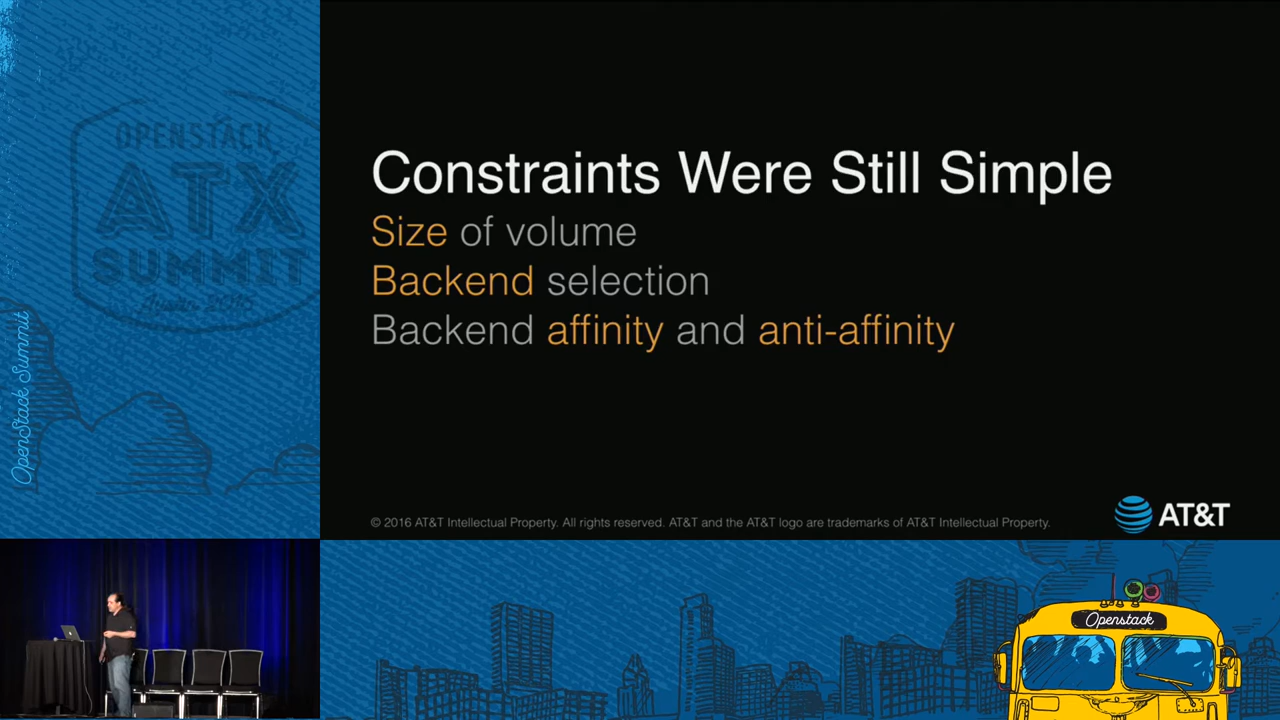 OPENSTACK
ATX
SUMMIT
Austin 2016
OpenStack Summit
Constraints Were Still Simple
Size of volume
Backend selection
Backend affinity and anti-affinity
© 2016 AT&T Intellectual Property. All rights reserved. AT&T and the AT&T logo are trademarks of AT&T Intellectual Property.
AT&T
Openstack